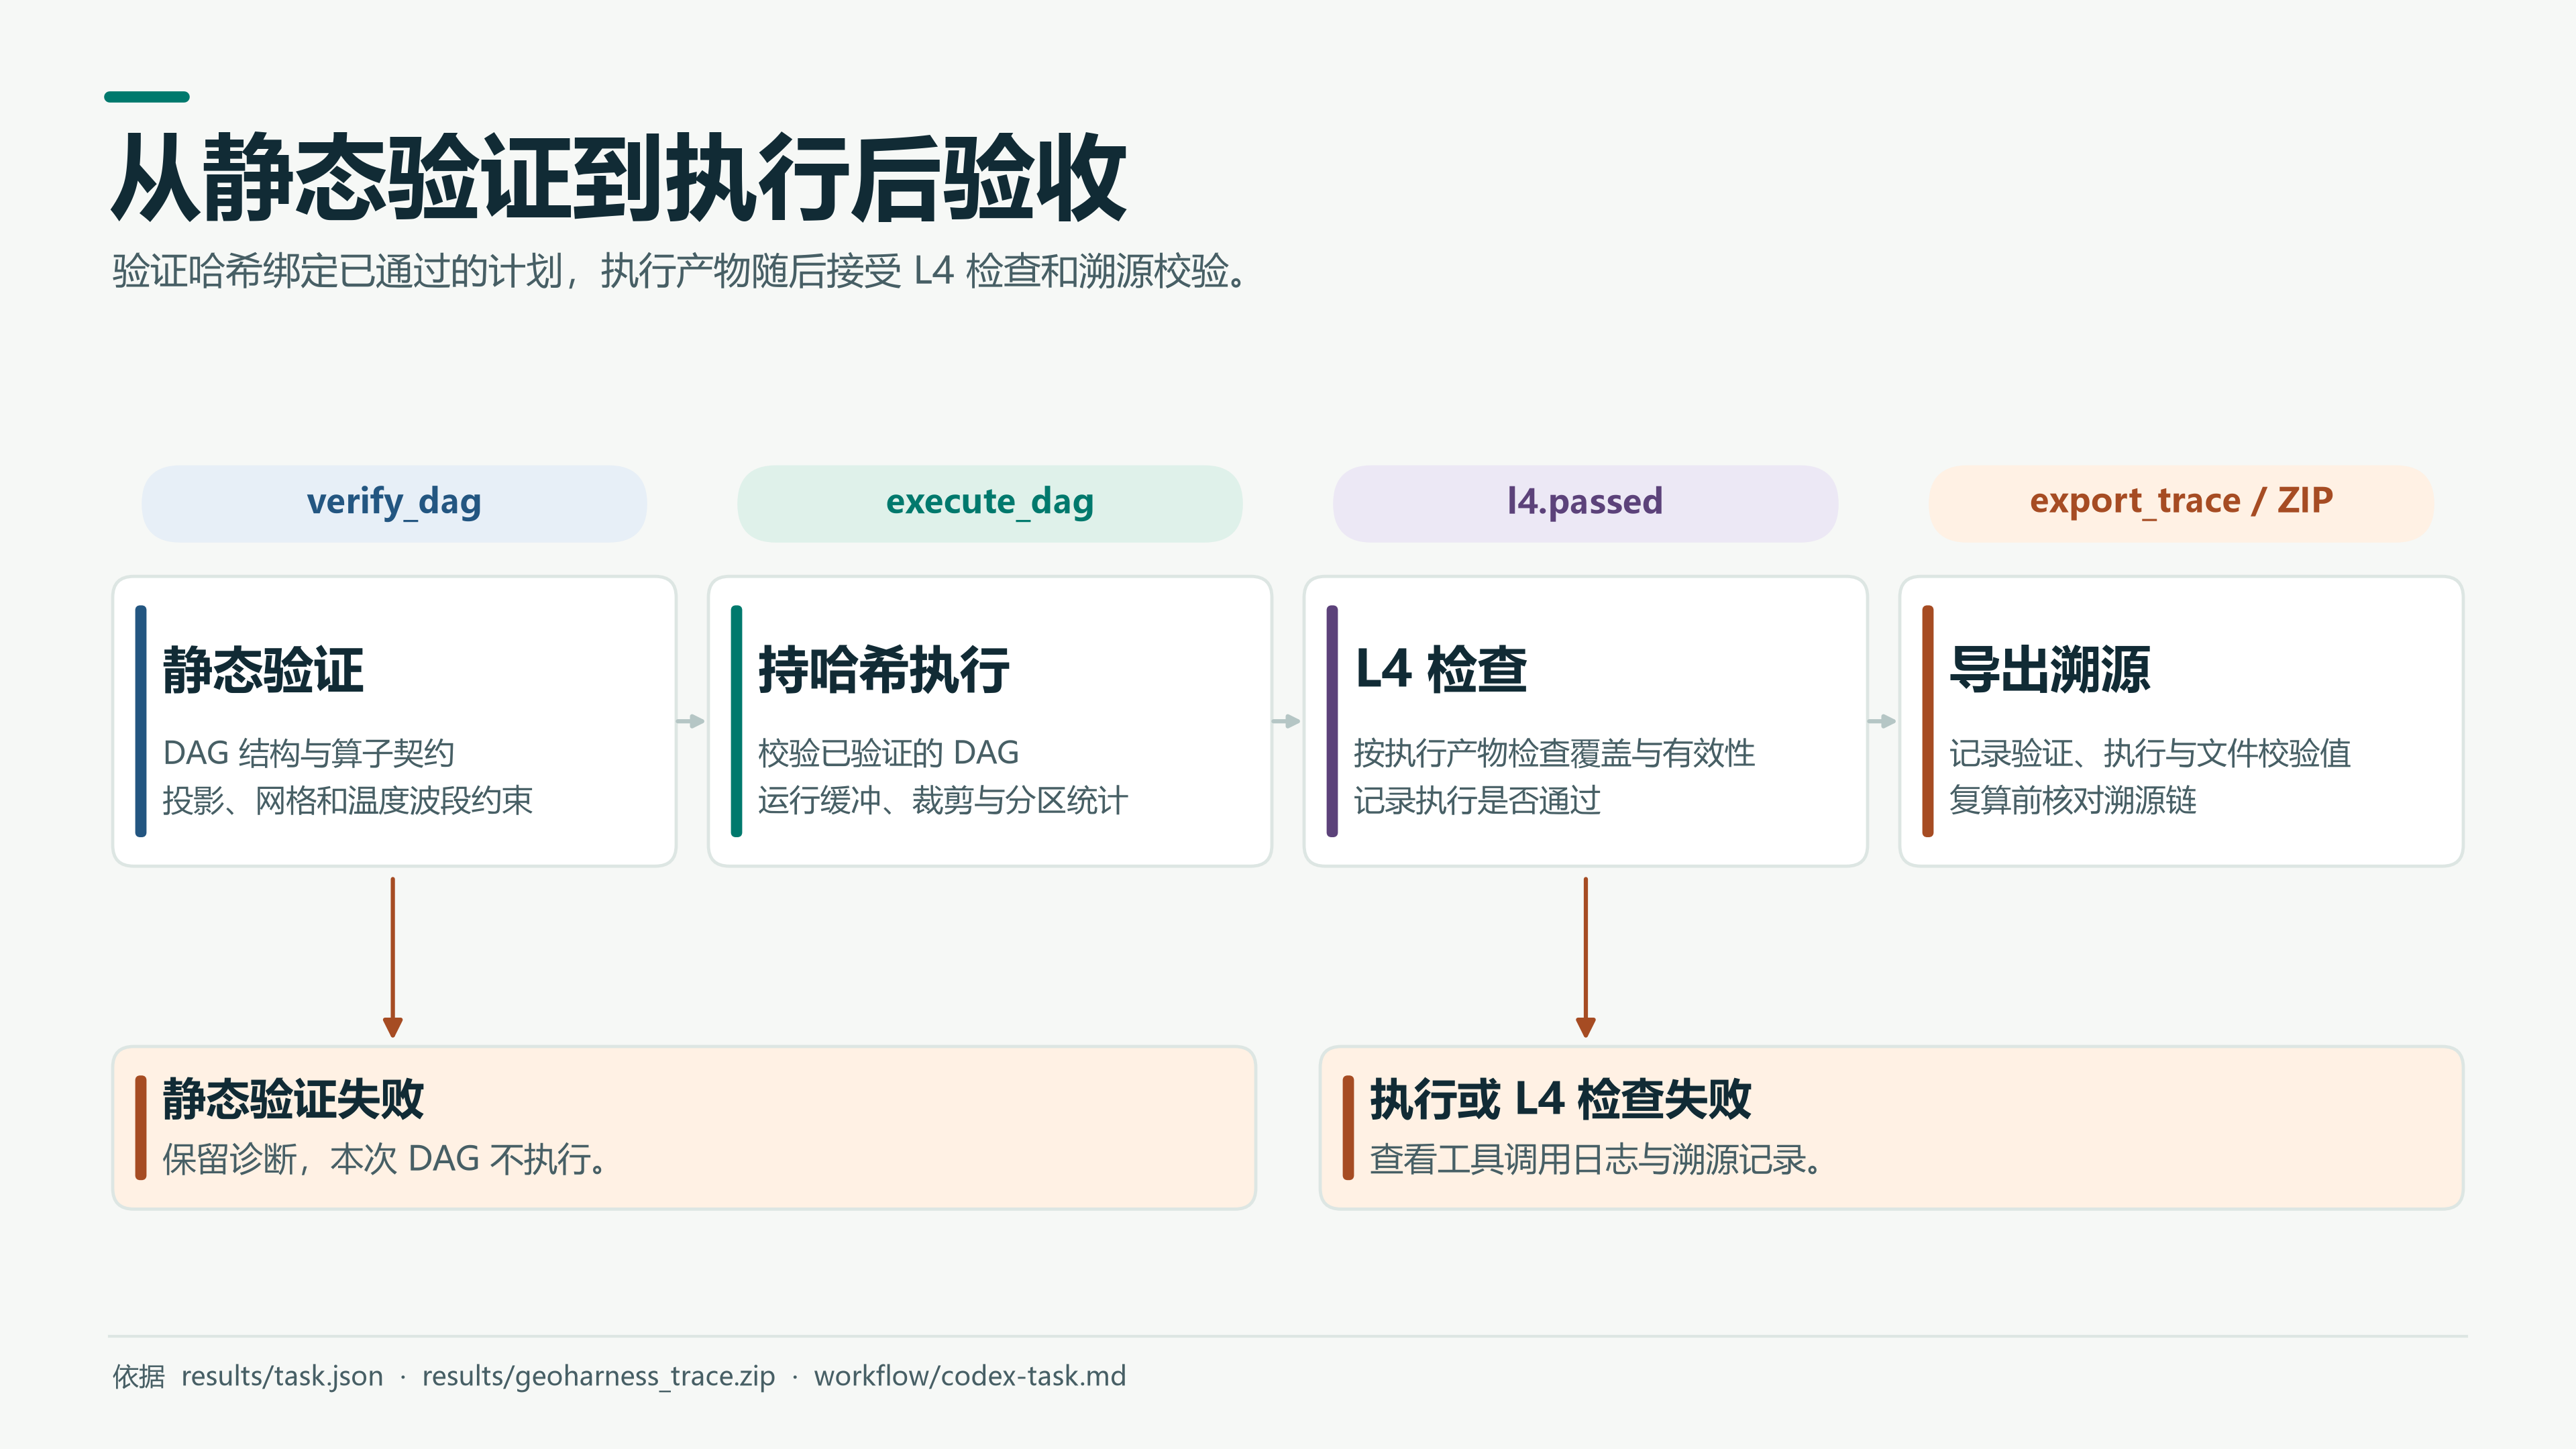 从静态验证到执行后验收
验证哈希绑定已通过的计划，执行产物随后接受 L4 检查和溯源校验。
verify_dag
execute_dag
l4.passed
export_trace / ZIP
静态验证
DAG 结构与算子契约
投影、网格和温度波段约束
持哈希执行
校验已验证的 DAG
运行缓冲、裁剪与分区统计
L4 检查
按执行产物检查覆盖与有效性
记录执行是否通过
导出溯源
记录验证、执行与文件校验值
复算前核对溯源链
静态验证失败
保留诊断，本次 DAG 不执行。
执行或 L4 检查失败
查看工具调用日志与溯源记录。
依据 results/task.json · results/geoharness_trace.zip · workflow/codex-task.md